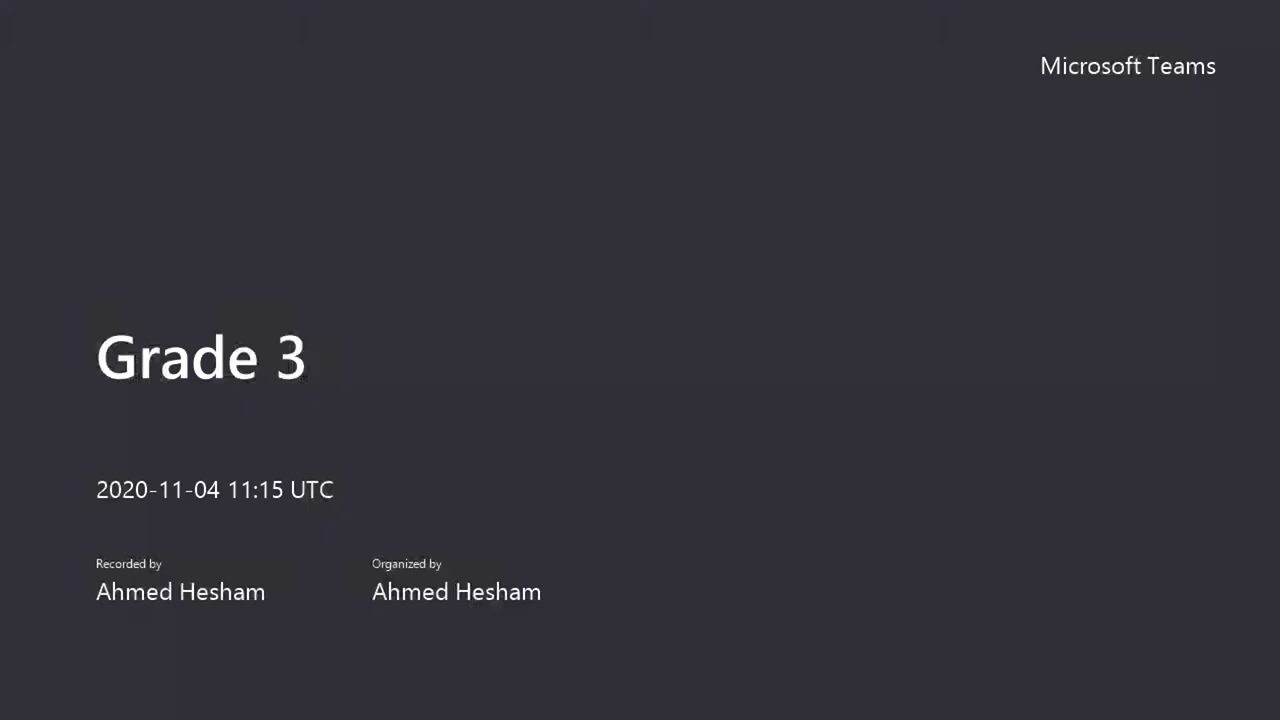 Microsoft Teams
Grade 3
2020-11-04 11:15 UTC
Recorded by
Ahmed Hesham
Organized by
Ahmed Hesham